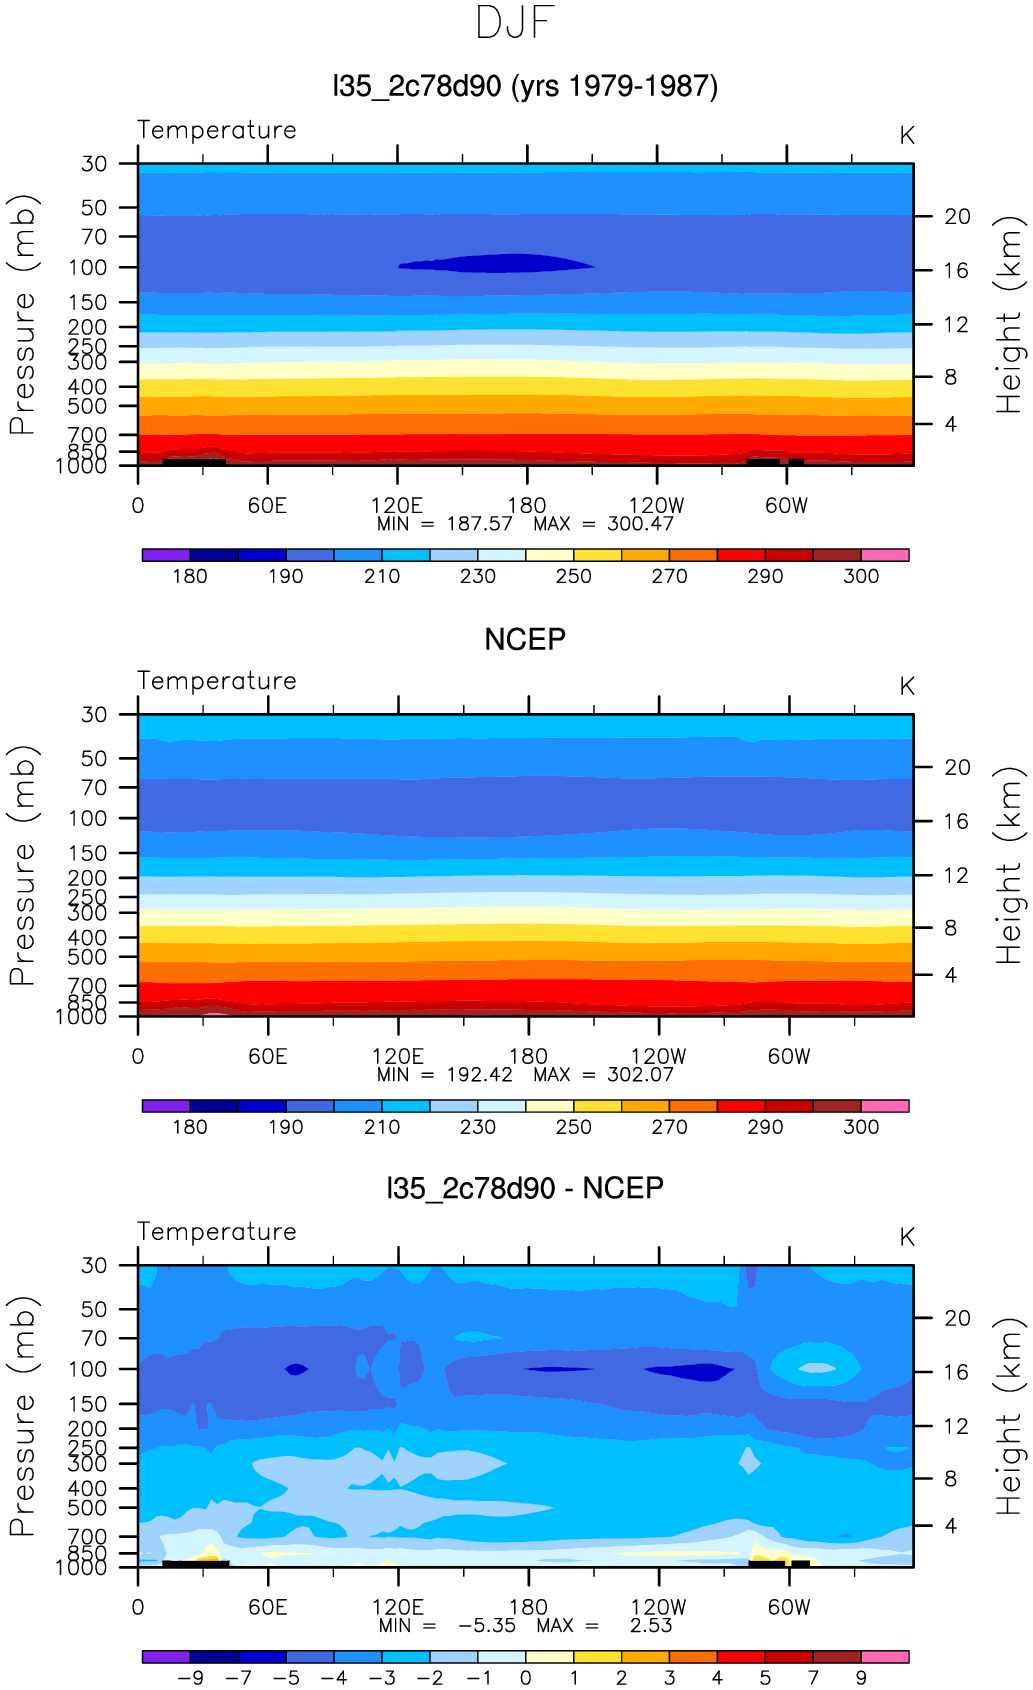 DJF
l35_2c78d90 (yrs 1979-1987)
Temperature K
Pressure (mb)
30
50
70
100
150
200
250
300
400
500
700
850
1000
Height (km)
20
16
12
8
4
0 60E 120E 180 120W 60W
MIN = 187.57 MAX = 300.47
180 190 210 230 250 270 290 300
NCEP
Temperature K
Pressure (mb)
30
50
70
100
150
200
250
300
400
500
700
850
1000
Height (km)
20
16
12
8
4
0 60E 120E 180 120W 60W
MIN = 192.42 MAX = 302.07
180 190 210 230 250 270 290 300
l35_2c78d90 - NCEP
Temperature K
Pressure (mb)
30
50
70
100
150
200
250
300
400
500
700
850
1000
Height (km)
20
16
12
8
4
0 60E 120E 180 120W 60W
MIN = -5.35 MAX = 2.53
-9 -7 -5 -4 -3 -2 -1 0 1 2 3 4 5 7 9